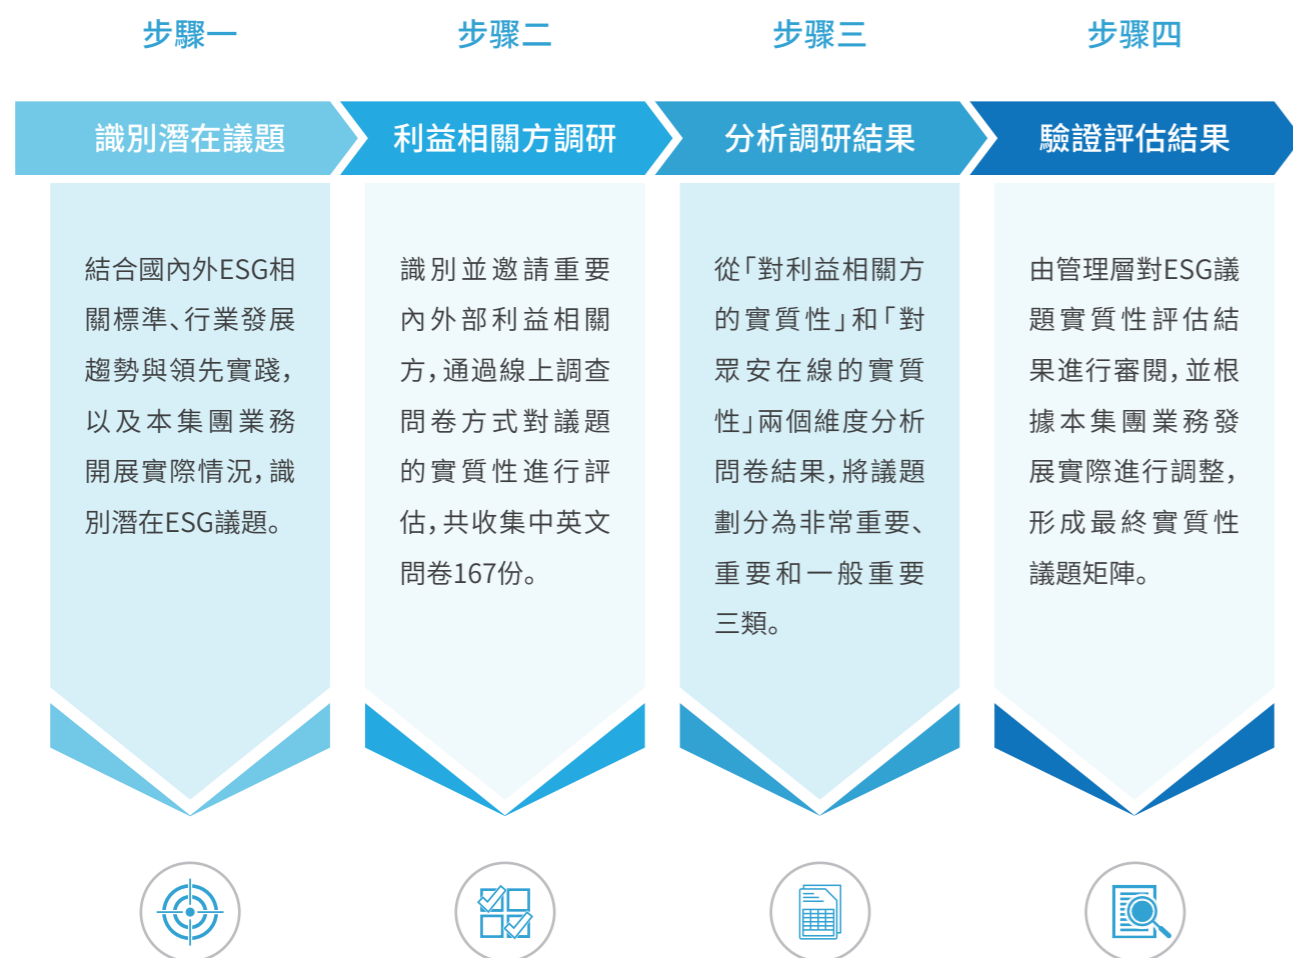 步驟一
步骤二
步骤三
步骤四
識別潛在議題
利益相關方調研
分析調研結果
驗證評估結果
結合國內外ESG相
關標準、行業發展
趨勢與領先實踐，
以及本集團業務
開展實際情況，識
別潛在ESG議題。
識別並邀請重要
內外部利益相關
方，通過線上調查
問卷方式對議題
的實質性進行評
估，共收集中英文
問卷167份。
從「對利益相關方
的實質性」和「對
眾安在線的實質
性」兩個維度分析
問卷結果，將議題
劃分為非常重要、
重要和一般重要
三類。
由管理層對ESG議
題實質性評估結
果進行審閱，並根
據本集團業務發
展實際進行調整，
形成最終實質性
議題矩陣。